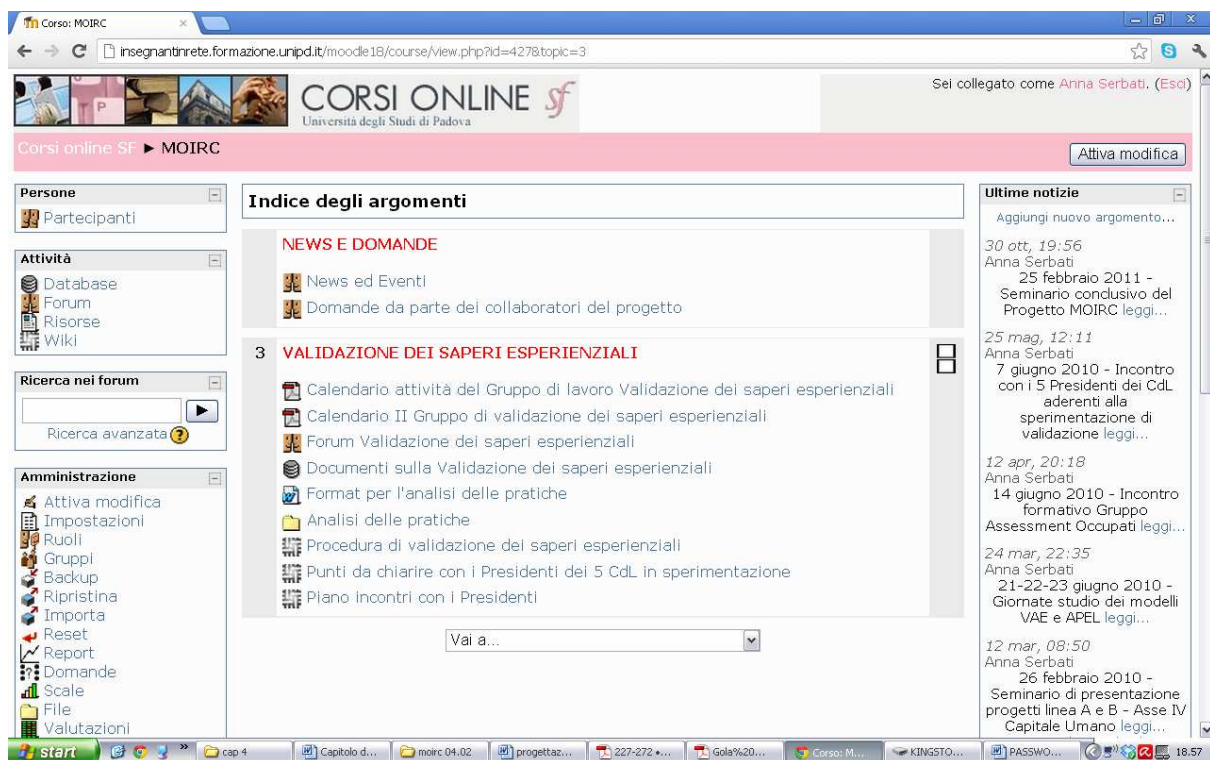 Corso: MOIRC
insegnantinrete.formazione.unipd.it/moodle18/course/view.php?id=427&topic=3
P
CORSI ONLINE sf
Università degli Studi di Padova
Sei collegato come Anna Serbati. (Esci)
Corsi online SF ► MOIRC
Attiva modifica
Persone
Partecipanti
Attività
Database
Forum
Risorse
Wiki
Ricerca nei forum
Ricerca avanzata
Amministrazione
Attiva modifica
Impostazioni
Ruoli
Gruppi
Backup
Ripristina
Importa
Reset
Report
Domande
Scale
File
Valutazioni
Indice degli argomenti
NEWS E DOMANDE
News ed Eventi
Domande da parte dei collaboratori del progetto
3 VALIDAZIONE DEI SAPERI ESPERIENZIALI
Calendario attività del Gruppo di lavoro Validazione dei saperi esperienziali
Calendario II Gruppo di validazione dei saperi esperienziali
Forum Validazione dei saperi esperienziali
Documenti sulla Validazione dei saperi esperienziali
Format per l'analisi delle pratiche
Analisi delle pratiche
Procedura di validazione dei saperi esperienziali
Punti da chiarire con i Presidenti dei 5 CdL in sperimentazione
Piano incontri con i Presidenti
Vai a...
Ultime notizie
Aggiungi nuovo argomento...
30 ott, 19:56
Anna Serbati
25 febbraio 2011 -
Seminario conclusivo del
Progetto MOIRC leggi...
25 mag, 12:11
Anna Serbati
7 giugno 2010 - Incontro
con i 5 Presidenti dei CdL
aderenti alla
sperimentazione di
validazione leggi...
12 apr, 20:18
Anna Serbati
14 giugno 2010 - Incontro
formativo Gruppo
Assessment Occupati leggi...
24 mar, 22:35
Anna Serbati
21-22-23 giugno 2010 -
Giornate studio dei modelli
VAE e APEL leggi...
12 mar, 08:50
Anna Serbati
26 febbraio 2010 -
Seminario di presentazione
progetti linea A e B - Asse IV
Capitale Umano leggi...
start
cap 4
Capitolo d...
moirc 04.02
progettaz...
227-272 •...
Gola%20...
Corso: M...
KINGSTO...
PASSWO...
18.57